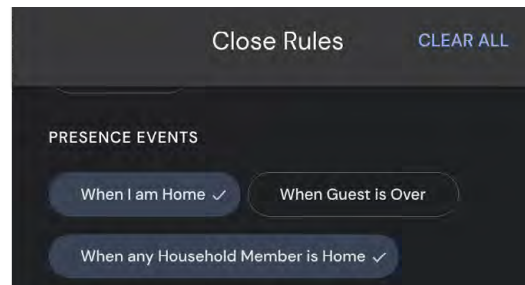 Close Rules CLEAR ALL
PRESENCE EVENTS
When I am Home ✓ When Guest is Over
When any Household Member is Home ✓